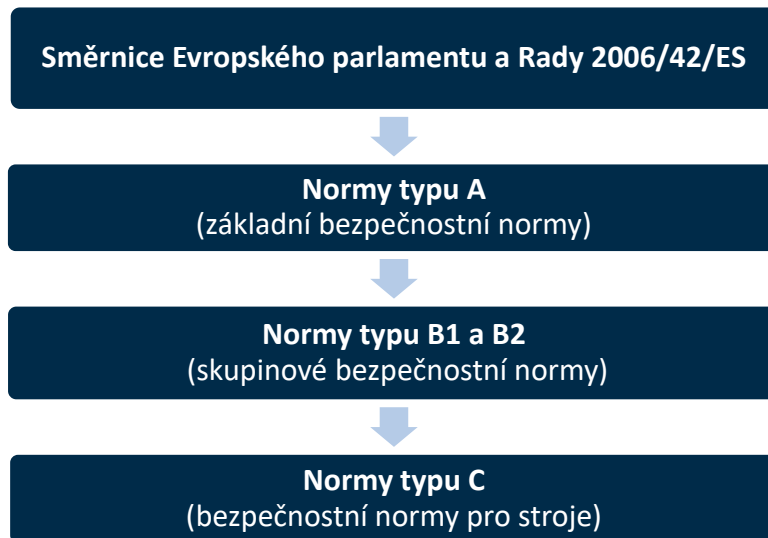 Směrnice Evropského parlamentu a Rady 2006/42/ES
Normy typu A
(základní bezpečnostní normy)
Normy typu B1 a B2
(skupinové bezpečnostní normy)
Normy typu C
(bezpečnostní normy pro stroje)